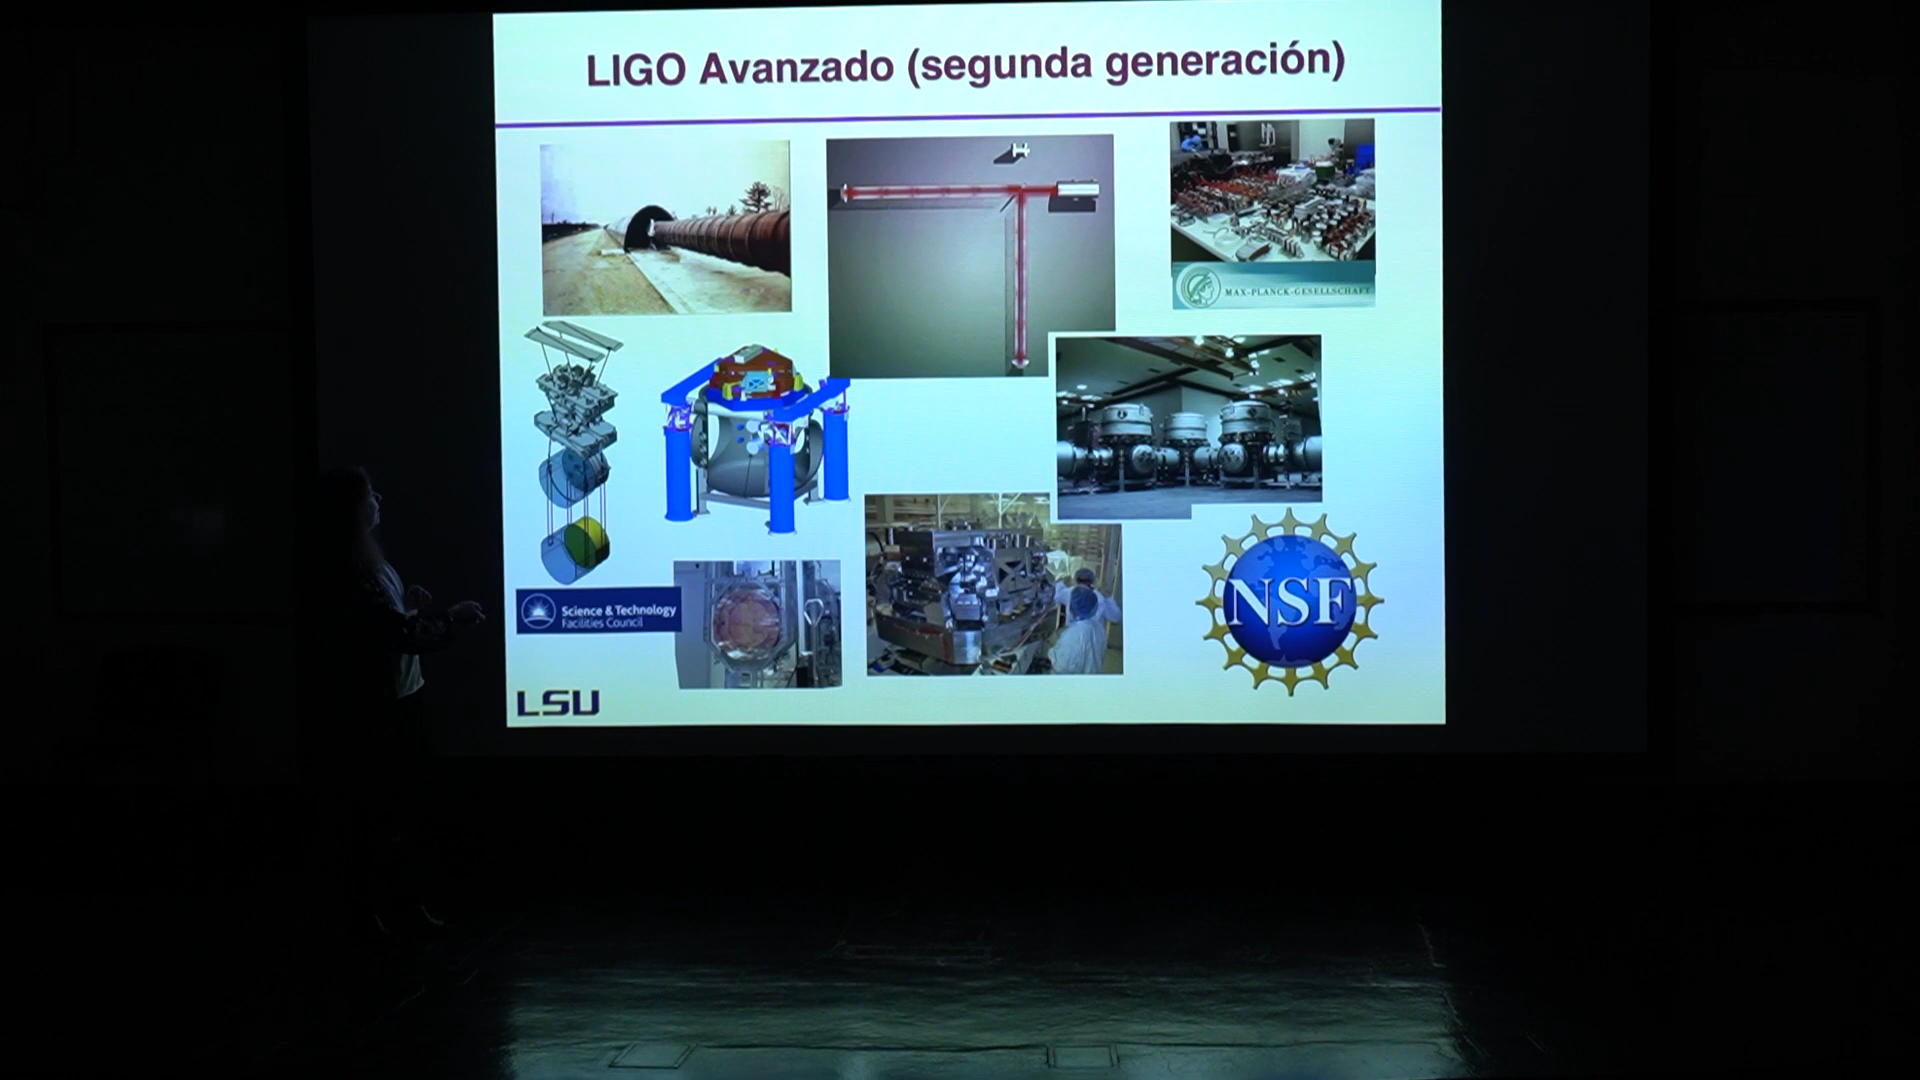 LIGO Avanzado (segunda generación)
MAX-PLANCK-GESELLSCHAFT
Science & Technology
Facilities Council
NSF
LSU